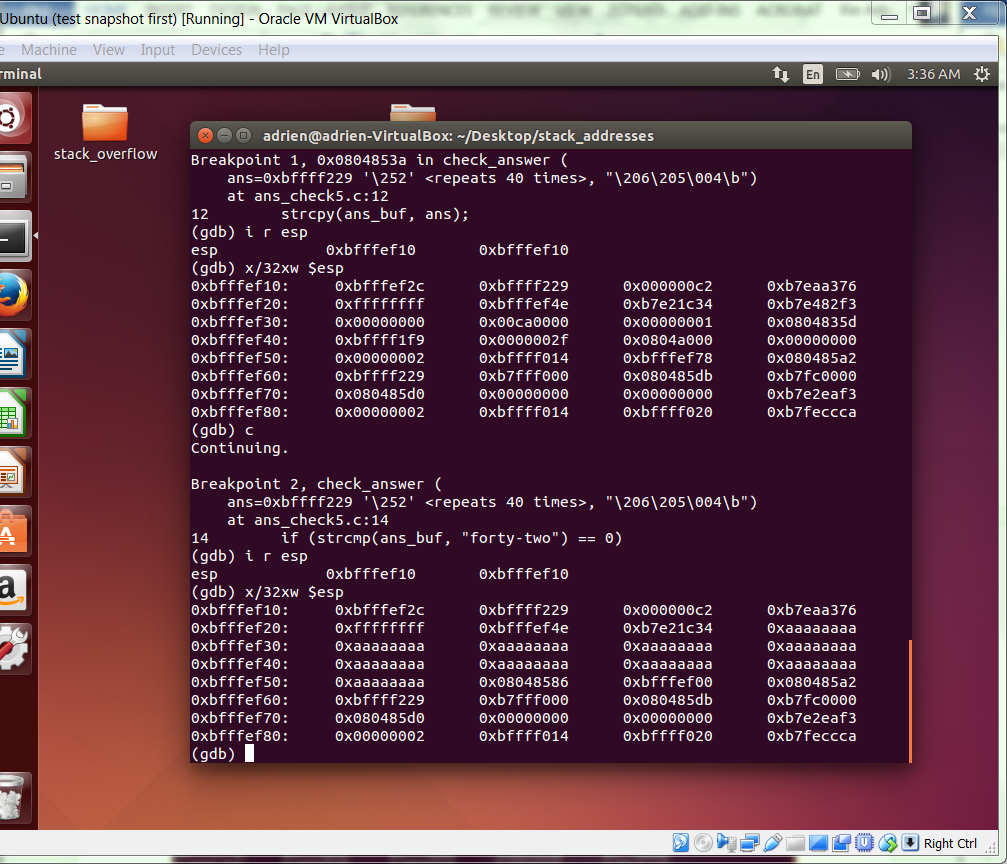 Ubuntu (test snapshot first) [Running] - Oracle VM VirtualBox
e Machine View Input Devices Help
rminal En 3:36 AM
stack_overflow
adrien@adrien-VirtualBox: ~/Desktop/stack_addresses
Breakpoint 1, 0x0804853a in check_answer (
    ans=0xbffff229 '\252' <repeats 40 times>, "\206\205\004\b")
    at ans_check5.c:12
12        strcpy(ans_buf, ans);
(gdb) i r esp
esp            0xbfffef10       0xbfffef10
(gdb) x/32xw $esp
0xbfffef10:     0xbfffef2c      0xbffff229      0x000000c2      0xb7eaa376
0xbfffef20:     0xffffffff      0xbfffef4e      0xb7e21c34      0xb7e482f3
0xbfffef30:     0x00000000      0x00ca0000      0x00000001      0x0804835d
0xbfffef40:     0xbffff1f9      0x0000002f      0x0804a000      0x00000000
0xbfffef50:     0x00000002      0xbffff014      0xbfffef78      0x080485a2
0xbfffef60:     0xbffff229      0xb7fff000      0x080485db      0xb7fc0000
0xbfffef70:     0x080485d0      0x00000000      0x00000000      0xb7e2eaf3
0xbfffef80:     0x00000002      0xbffff014      0xbffff020      0xb7feccca
(gdb) c
Continuing.
Breakpoint 2, check_answer (
    ans=0xbffff229 '\252' <repeats 40 times>, "\206\205\004\b")
    at ans_check5.c:14
14        if (strcmp(ans_buf, "forty-two") == 0)
(gdb) i r esp
esp            0xbfffef10       0xbfffef10
(gdb) x/32xw $esp
0xbfffef10:     0xbfffef2c      0xbffff229      0x000000c2      0xb7eaa376
0xbfffef20:     0xffffffff      0xbfffef4e      0xb7e21c34      0xaaaaaaaa
0xbfffef30:     0xaaaaaaaa      0xaaaaaaaa      0xaaaaaaaa      0xaaaaaaaa
0xbfffef40:     0xaaaaaaaa      0xaaaaaaaa      0xaaaaaaaa      0xaaaaaaaa
0xbfffef50:     0xaaaaaaaa      0x08048586      0xbfffef00      0x080485a2
0xbfffef60:     0xbffff229      0xb7fff000      0x080485db      0xb7fc0000
0xbfffef70:     0x080485d0      0x00000000      0x00000000      0xb7e2eaf3
0xbfffef80:     0x00000002      0xbffff014      0xbffff020      0xb7feccca
(gdb)
Right Ctrl